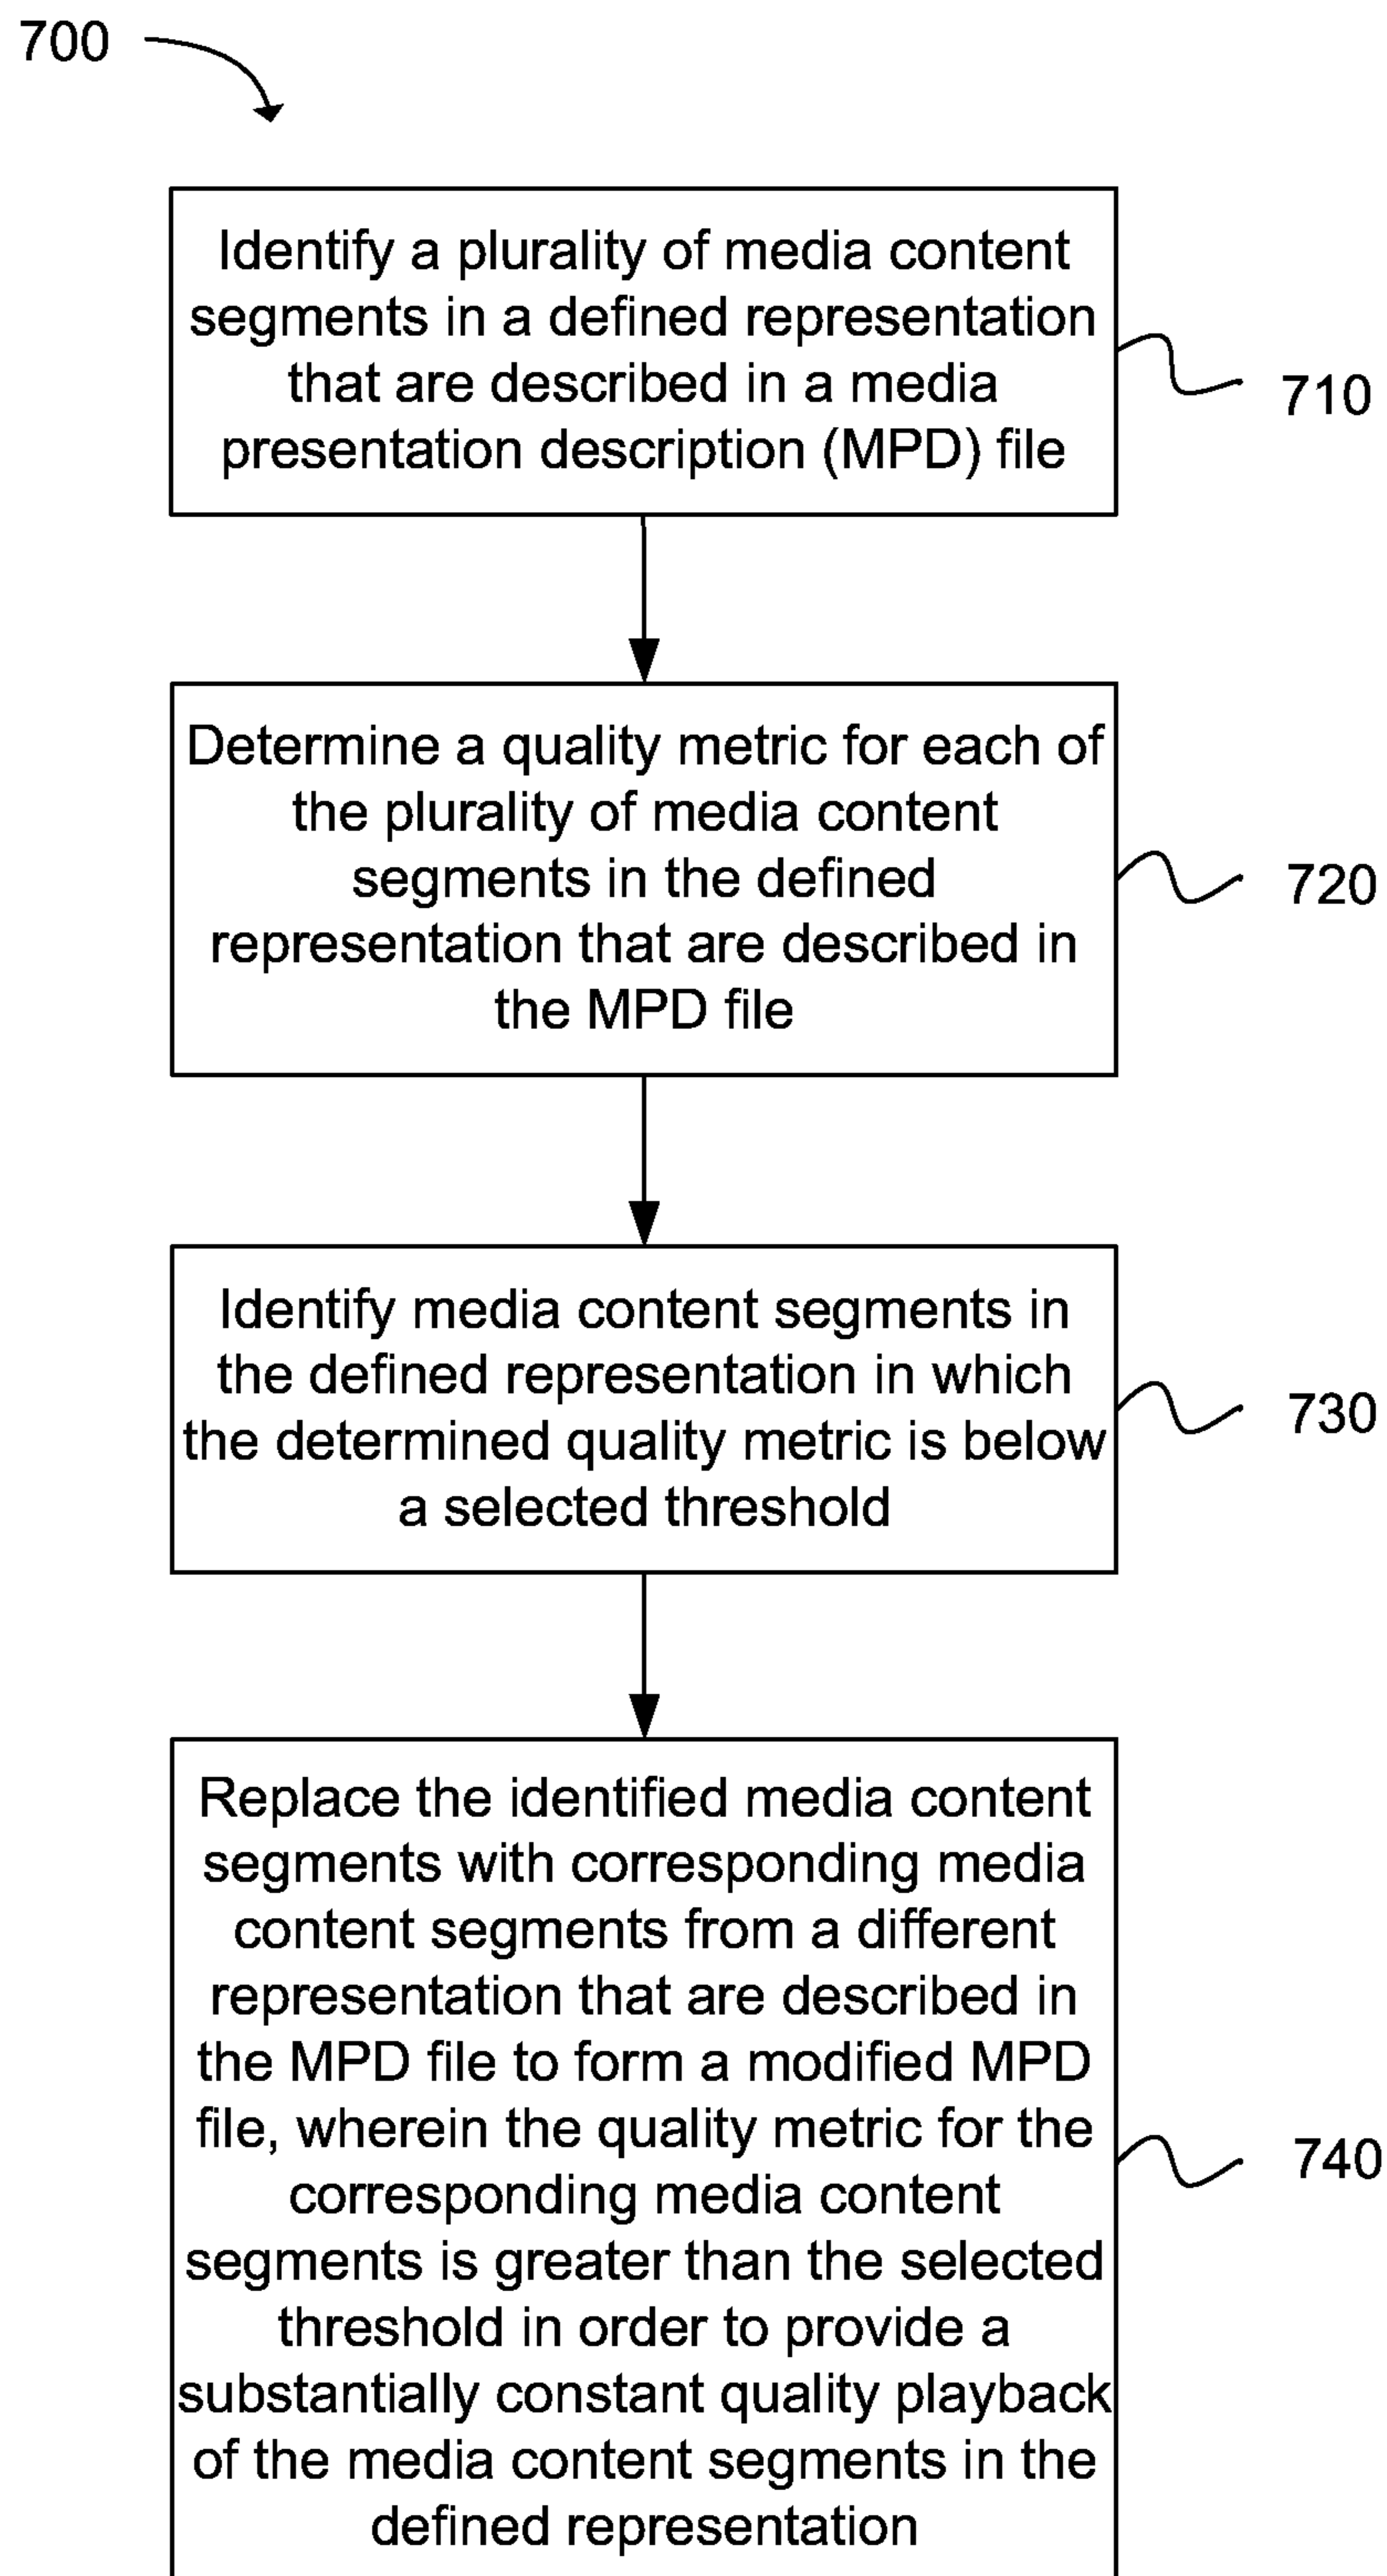 700
Identify a plurality of media content
segments in a defined representation
that are described in a media
presentation description (MPD) file
710
Determine a quality metric for each of
the plurality of media content
segments in the defined
representation that are described in
the MPD file
720
Identify media content segments in
the defined representation in which
the determined quality metric is below
a selected threshold
730
Replace the identified media content
segments with corresponding media
content segments from a different
representation that are described in
the MPD file to form a modified MPD
file, wherein the quality metric for the
corresponding media content
segments is greater than the selected
threshold in order to provide a
substantially constant quality playback
of the media content segments in the
defined representation
740